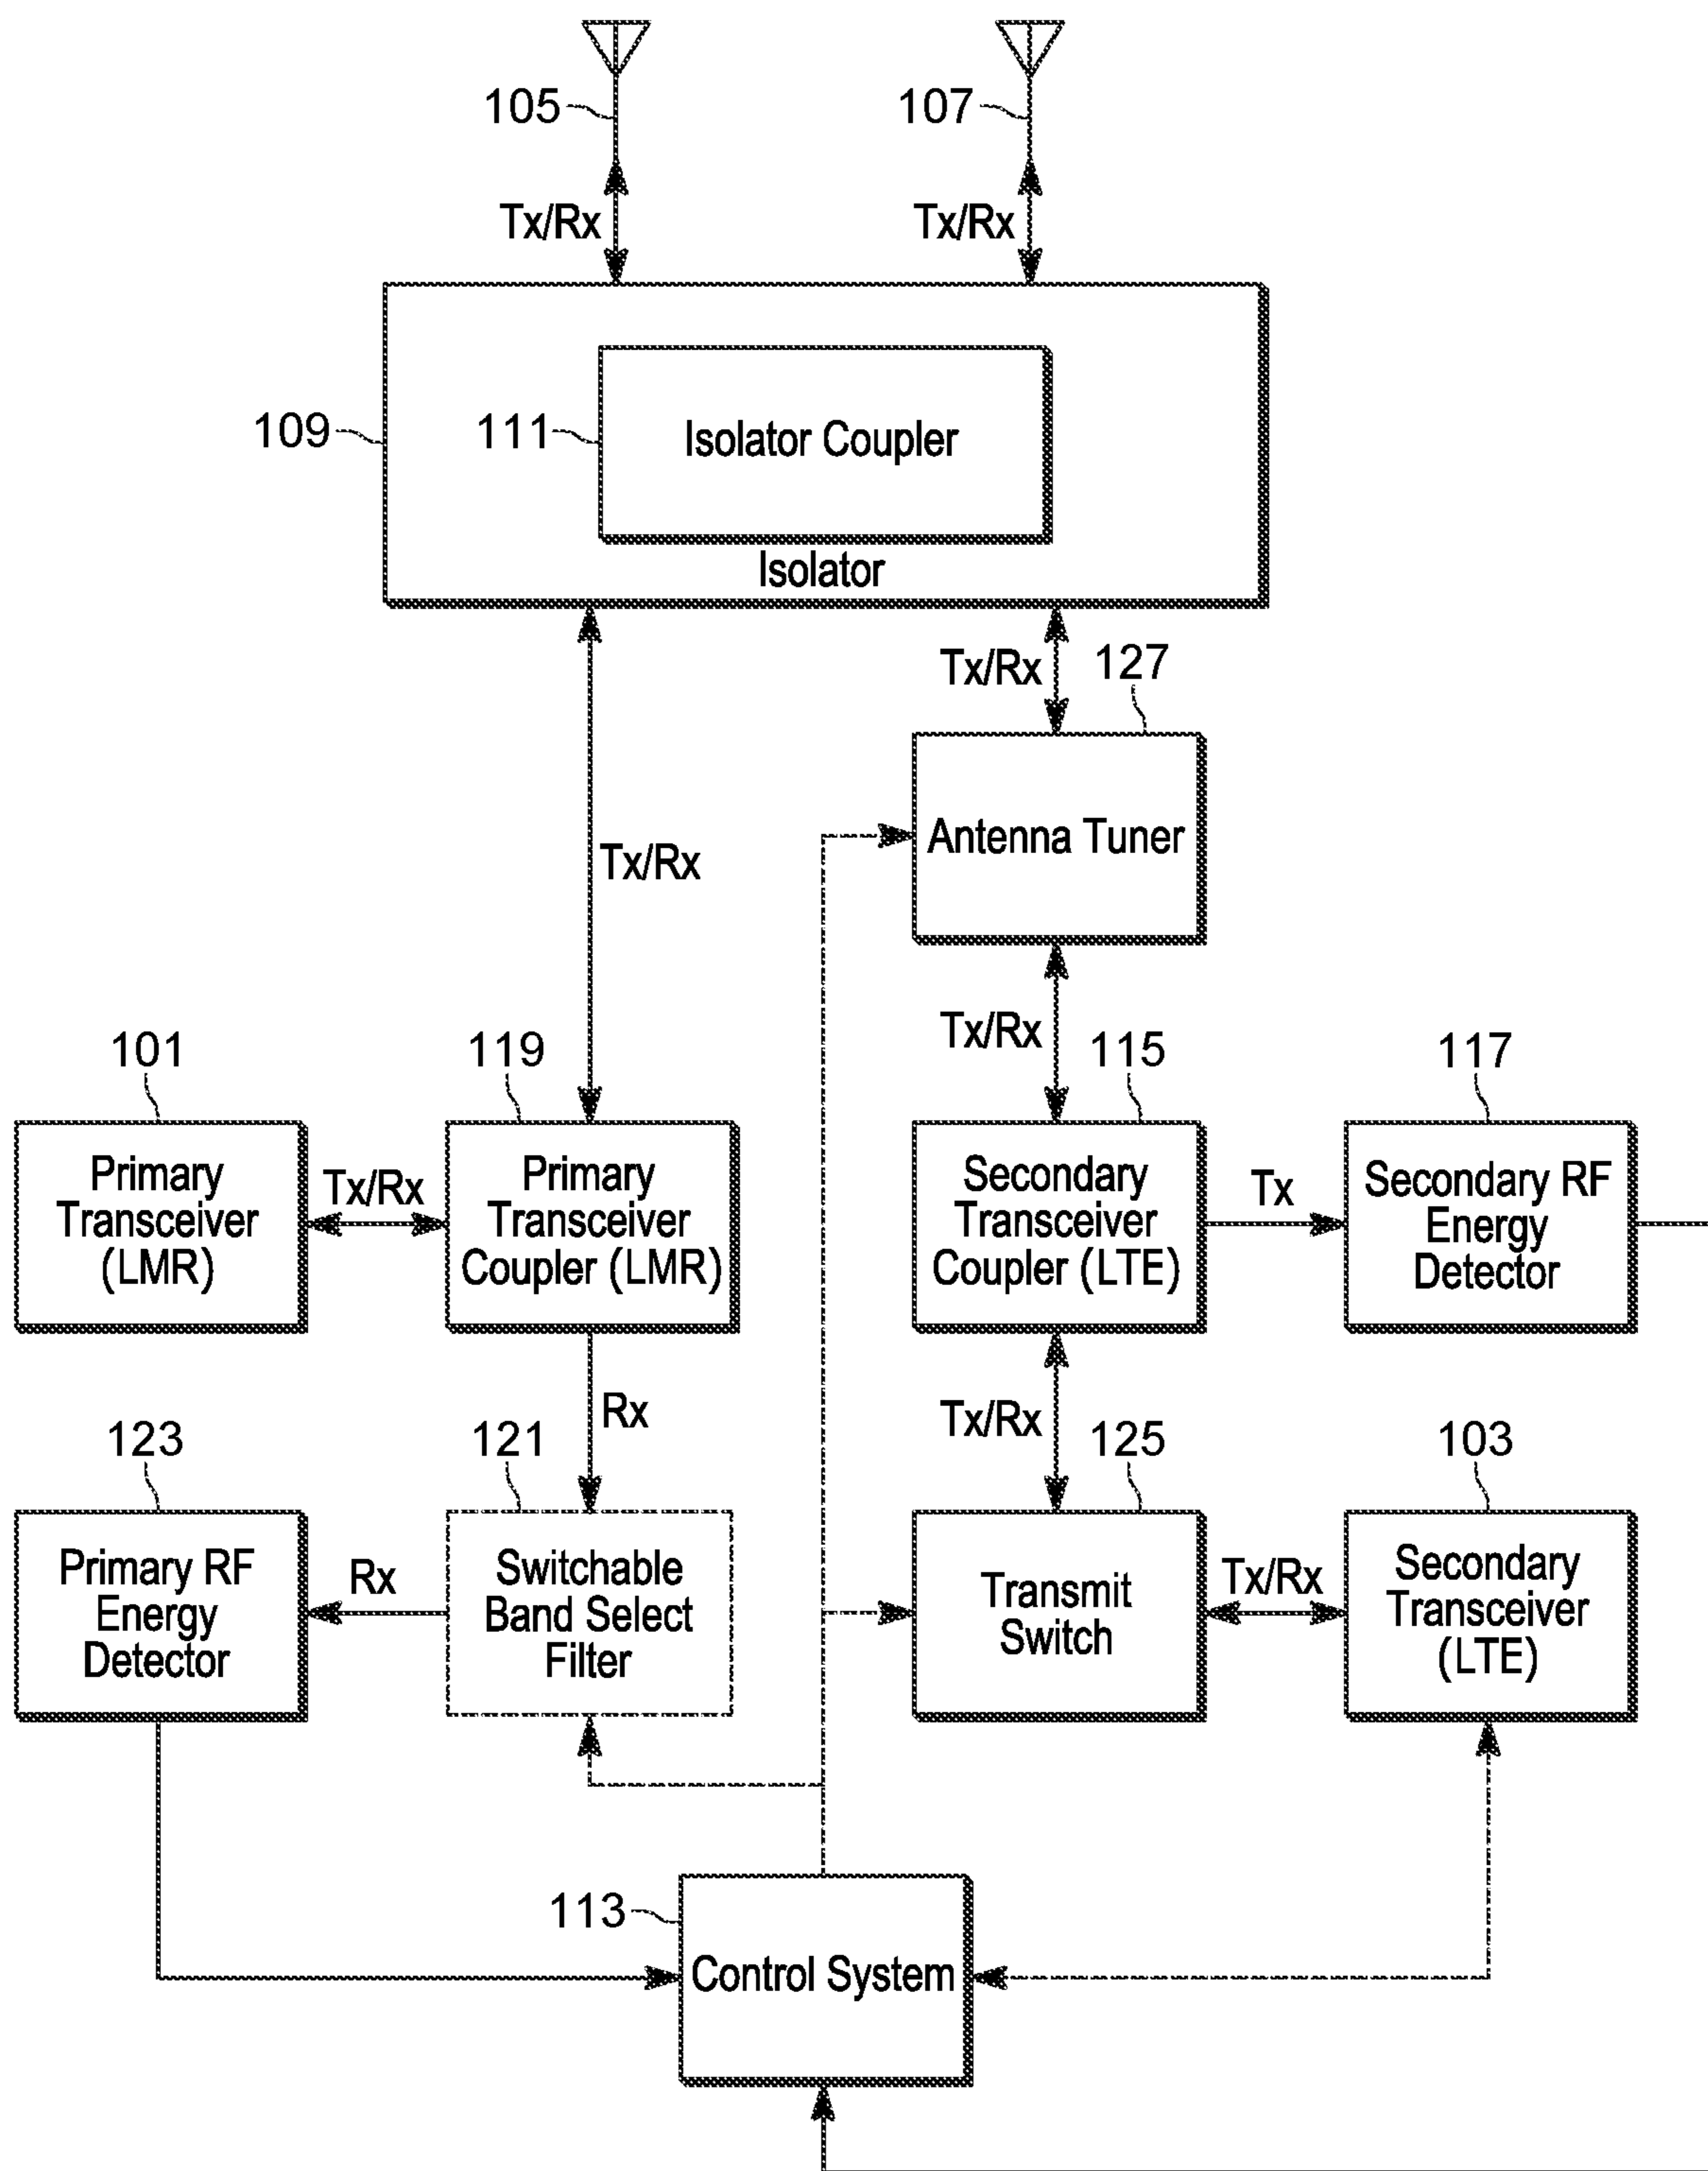 105
107
Tx/Rx
Tx/Rx
109
111
Isolator Coupler
Isolator
Tx/Rx
127
Antenna Tuner
Tx/Rx
Tx/Rx
101
119
115
117
Primary
Transceiver
(LMR)
Tx/Rx
Primary
Transceiver
Coupler (LMR)
Secondary
Transceiver
Coupler (LTE)
Tx
Secondary RF
Energy
Detector
Rx
Tx/Rx
123
121
125
103
Primary RF
Energy
Detector
Rx
Switchable
Band Select
Filter
Transmit
Switch
Tx/Rx
Secondary
Transceiver
(LTE)
113
Control System